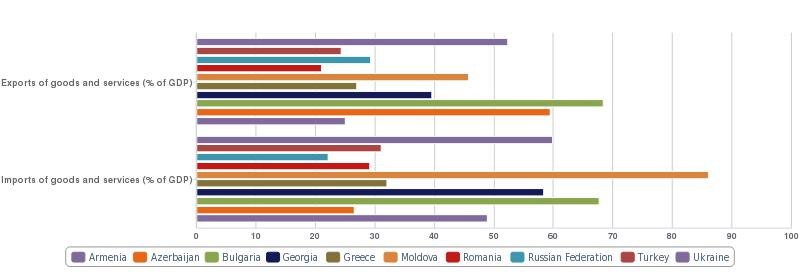 Exports of goods and services (% of GDP)
Imports of goods and services (% of GDP)
0 10 20 30 40 50 60 70 80 90 100
Armenia Azerbaijan Bulgaria Georgia Greece Moldova Romania Russian Federation Turkey Ukraine